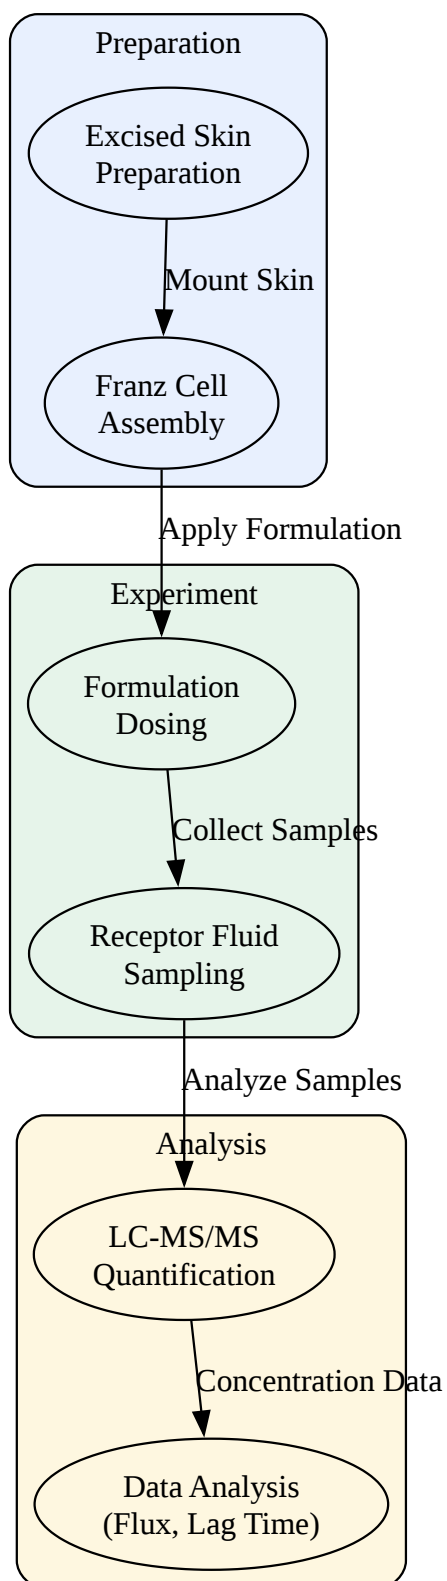 Preparation
Excised Skin
Preparation
Mount Skin
Franz Cell
Assembly
Apply Formulation
Experiment
Formulation
Dosing
Collect Samples
Receptor Fluid
Sampling
Analyze Samples
Analysis
LC-MS/MS
Quantification
Concentration Data
Data Analysis
(Flux, Lag Time)